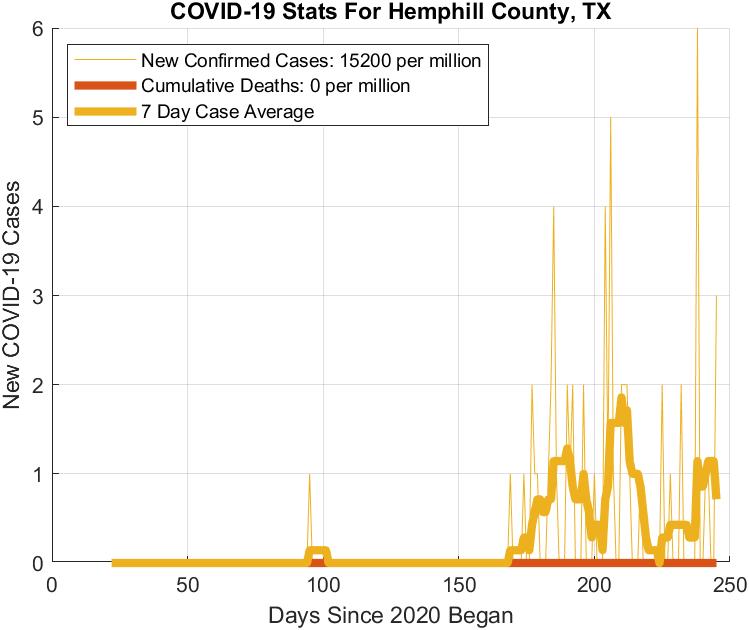 COVID-19 Stats For Hemphill County, TX
New Confirmed Cases: 15200 per million
Cumulative Deaths: 0 per million
7 Day Case Average
New COVID-19 Cases
6
5
4
3
2
1
0
0 50 100 150 200 250
Days Since 2020 Began